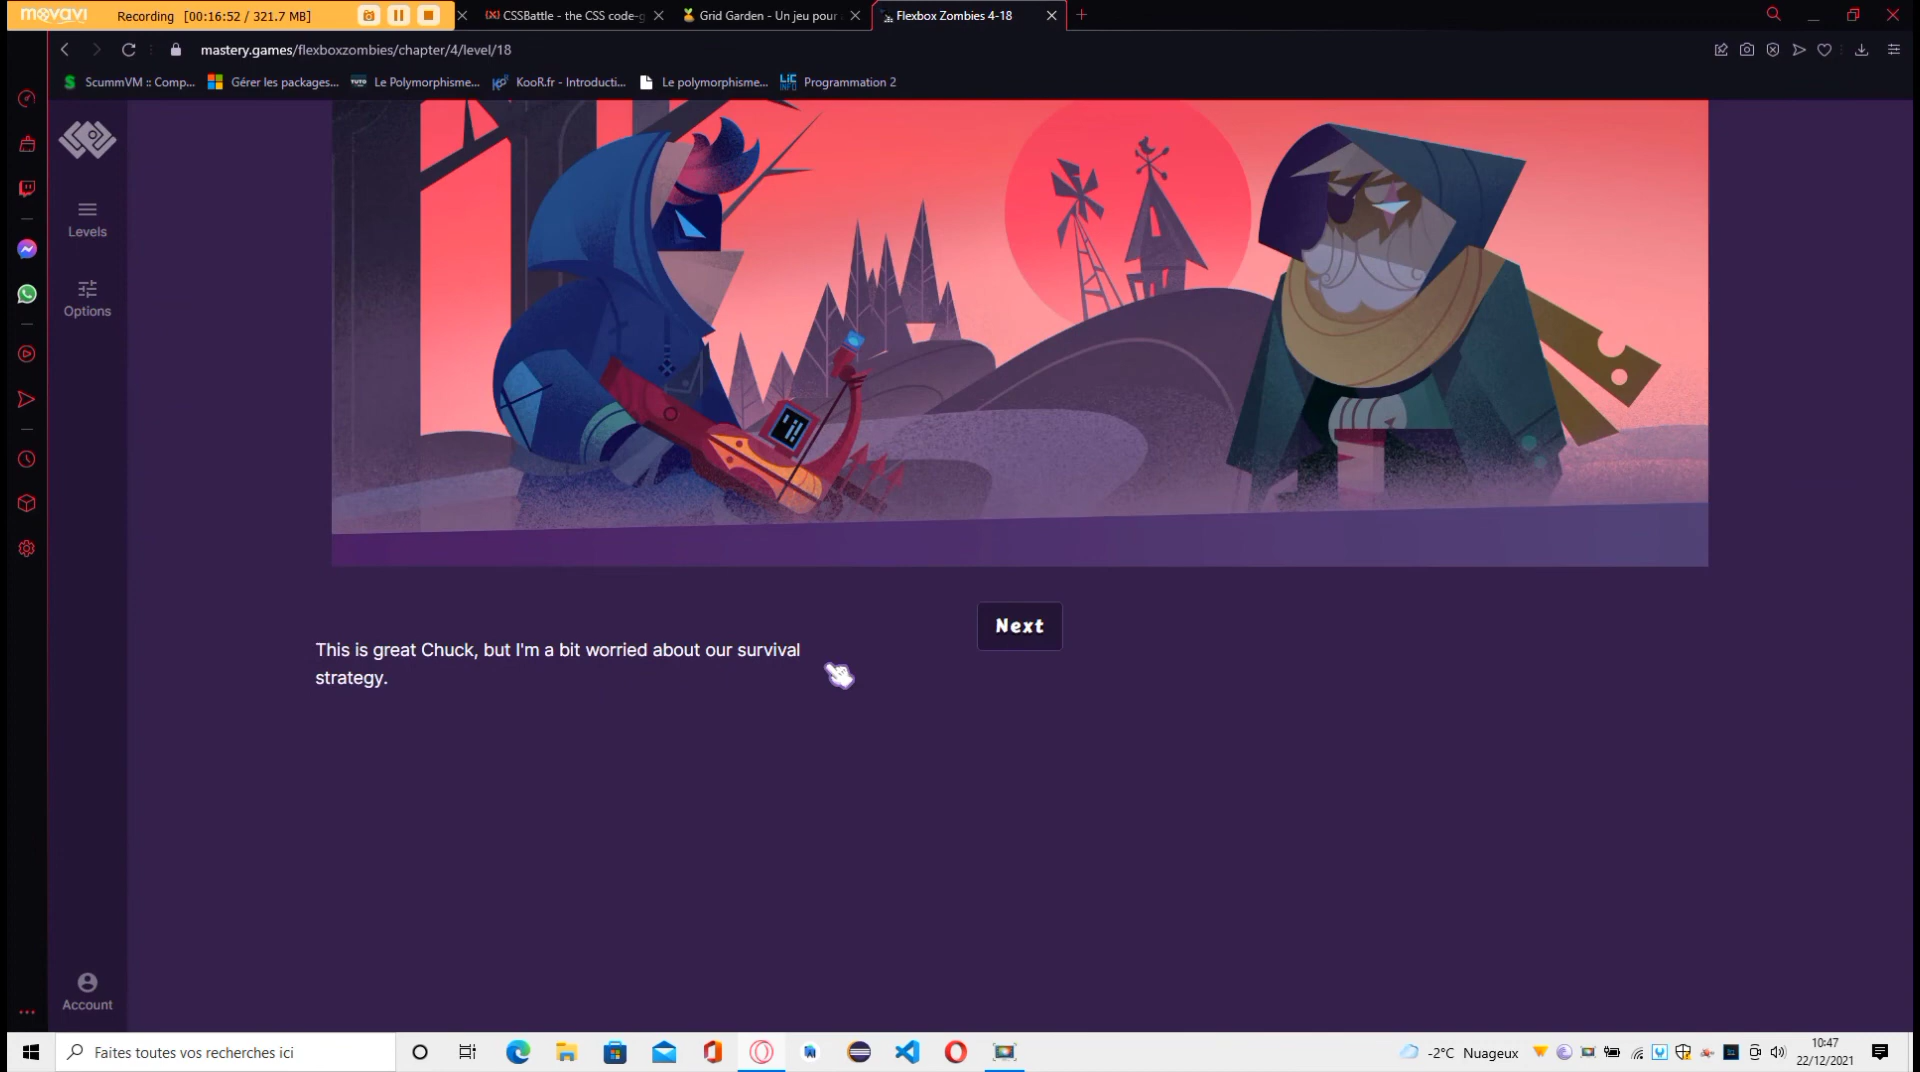 movavi
Recording [00:16:52 / 321.7 MB]
CSSBattle - the CSS code-g
Grid Garden - Un jeu pour
Flexbox Zombies 4-18
mastery.games/flexboxzombies/chapter/4/level/18
ScummVM :: Comp...
Gérer les packages...
TUTO
Le Polymorphisme...
KooR.fr - Introducti...
Le polymorphisme...
Programmation 2
Levels
Options
Next
This is great Chuck, but I'm a bit worried about our survival
strategy.
Account
Faites toutes vos recherches ici
-2°C Nuageux
10:47
22/12/2021